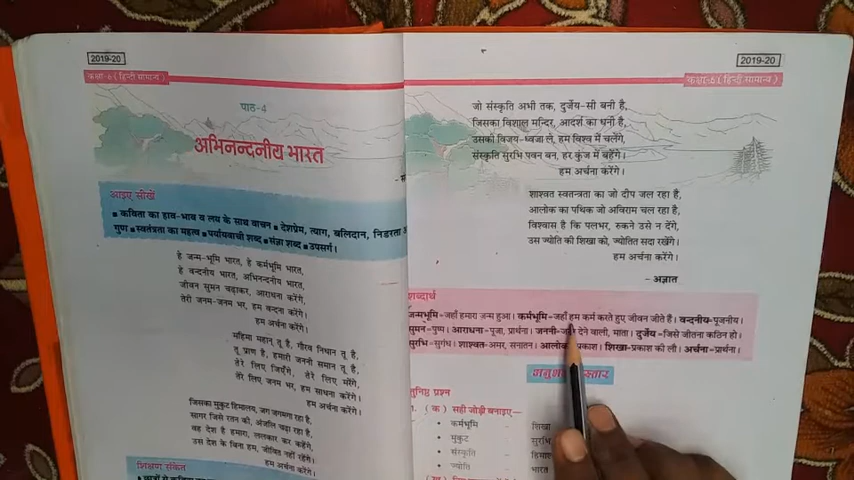 2019-20
कक्षा-6 (हिन्दी सामान्य)
पाठ-4
अभिनन्दनीय भारत
आइए सीखें
■ कविता का हाव-भाव व लय के साथ वाचन ■ देशप्रेम, त्याग, बलिदान, निडरता
गुण ■ स्वतंत्रता का महत्व ■ पर्यायवाची शब्द ■ संज्ञा शब्द ■ उपसर्ग।
हे जन्म-भूमि भारत, हे कर्मभूमि भारत,
हे वन्दनीय भारत, अभिनन्दनीय भारत,
जीवन सुमन चढ़ाकर, आराधना करेंगे,
तेरी जनम-जनम भर, हम वन्दना करेंगे।
हम अर्चना करेंगे।
महिमा महान् तू है, गौरव निधान तू है,
तू प्राण है, हमारी जननी समान तू है,
तेरे लिए जिएँगे, तेरे लिए मरेंगे,
तेरे लिए जनम भर, हम साधना करेंगे।
हम अर्चना करेंगे।
जिसका मुकुट हिमालय, जग जगमगा रहा है,
सागर जिसे रतन की, अंजलि चढ़ा रहा है,
वह देश है हमारा, ललकार कर कहेंगे,
उस देश के बिना हम, जीवित नहीं रहेंगे।
हम अर्चना करेंगे।
शिक्षण संकेत
2019-20
कक्षा-6 (हिन्दी सामान्य)
जो संस्कृति अभी तक, दुर्जेय-सी बनी है,
जिसका विशाल मन्दिर, आदर्श का धनी है,
उसकी विजय-ध्वजा ले, हम विश्व में चलेंगे,
संस्कृति सुरभि पवन बन, हर कुंज में बहेंगे।
हम अर्चना करेंगे।
शाश्वत स्वतन्त्रता का जो दीप जल रहा है,
आलोक का पथिक जो अविराम चल रहा है,
विश्वास है कि पलभर, रुकने उसे न देंगे,
उस ज्योति की शिखा को, ज्योतित सदा रखेंगे।
हम अर्चना करेंगे।
- अज्ञात
शब्दार्थ
जन्मभूमि-जहाँ हमारा जन्म हुआ। कर्मभूमि-जहाँ हम कर्म करते हुए जीवन जीते हैं। वन्दनीय-पूजनीय।
सुमन-पुष्प। आराधना-पूजा, प्रार्थना। जननी- देने वाली, माता। दुर्जेय-जिसे जीतना कठिन हो।
सुरभि-सुगंध। शाश्वत-अमर, सनातन। आलोक- प्रकाश। शिखा-प्रकाश की लौ। अर्चना-प्रार्थना।
प्रश्न
(क) सही जोड़ी बनाइए-
• कर्मभूमि - शिखा
• मुकुट -
• संस्कृति -
• ज्योति - भारत